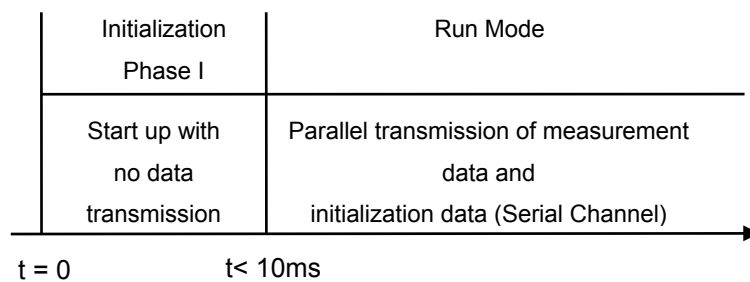 Initialization
Phase I
Run Mode
Start up with
no data
transmission
Parallel transmission of measurement
data and
initialization data (Serial Channel)
t = 0
t< 10ms